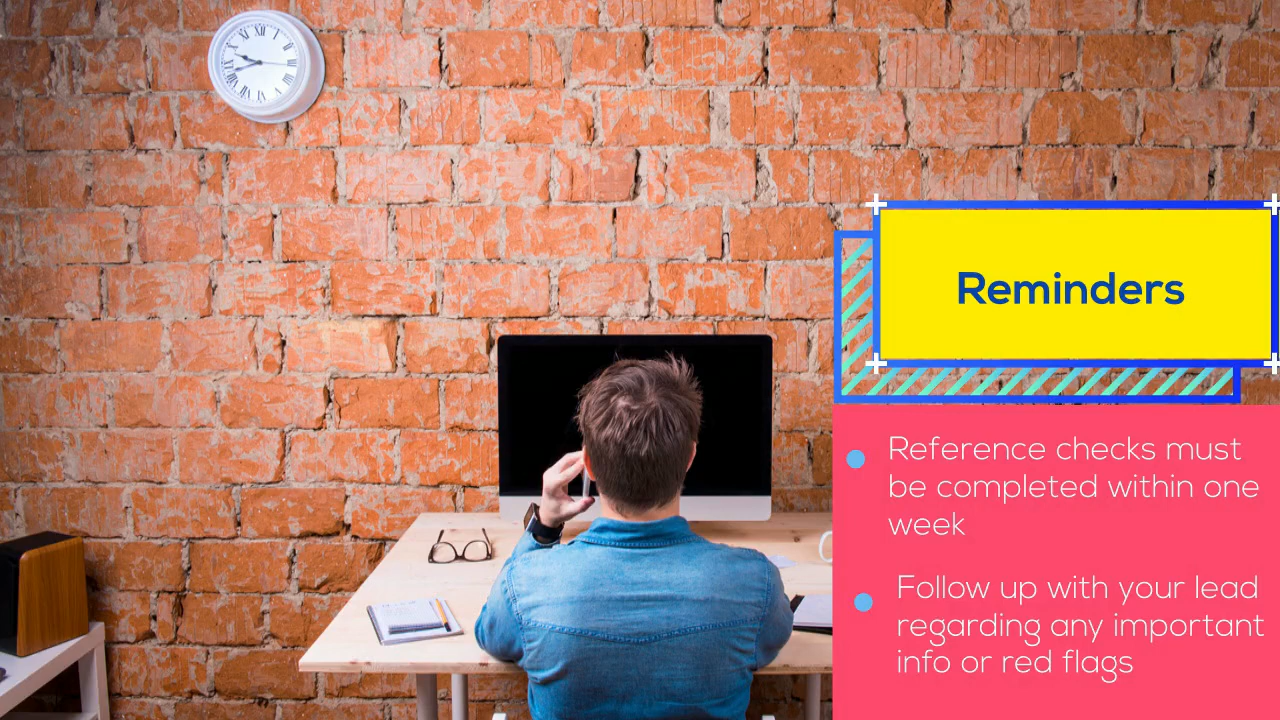 Reminders
Reference checks must
be completed within one
week
Follow up with your lead
regarding any important
info or red flags